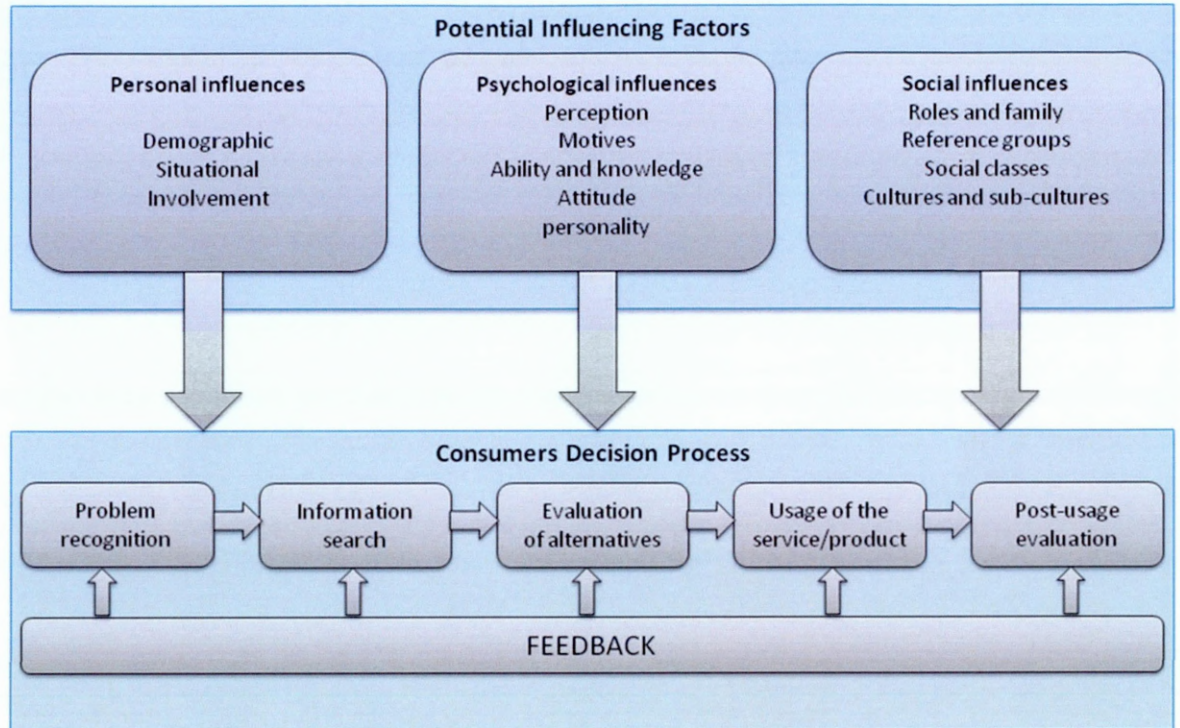 Potential Influencing Factors
Personal influences
Demographic
Situational
Involvement
Psychological influences
Perception
Motives
Ability and knowledge
Attitude
personality
Social influences
Roles and family
Reference groups
Social classes
Cultures and sub-cultures
Consumers Decision Process
Problem
recognition
Information
search
Evaluation
of alternatives
Usage of the
service/product
Post-usage
evaluation
FEEDBACK